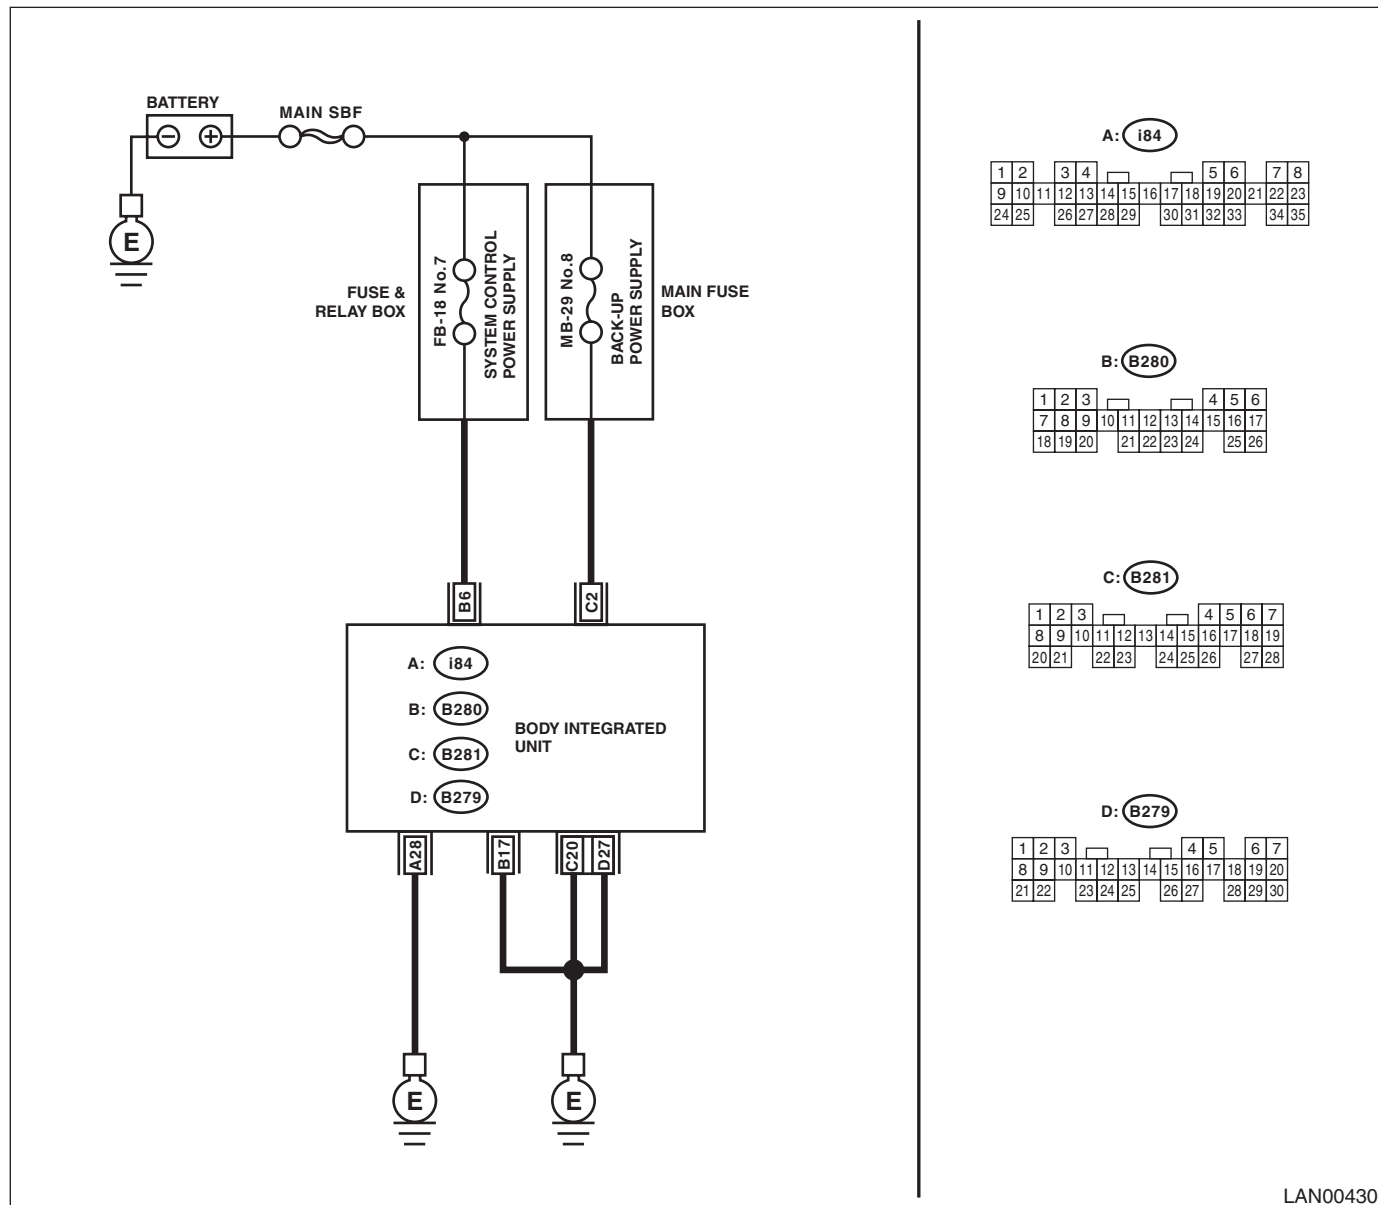 BATTERY
MAIN SBF
E
FUSE &
RELAY BOX
FB-18 No.7
SYSTEM CONTROL
POWER SUPPLY
MB-29 No.8
BACK-UP
POWER SUPPLY
MAIN FUSE
BOX
B6
C2
A: i84
B: B280
C: B281
D: B279
BODY INTEGRATED
UNIT
A28
B17
C20
D27
E
E
A: i84
1 2 3 4 5 6 7 8
9 10 11 12 13 14 15 16 17 18 19 20 21 22 23
24 25 26 27 28 29 30 31 32 33 34 35
B: B280
1 2 3 4 5 6
7 8 9 10 11 12 13 14 15 16 17
18 19 20 21 22 23 24 25 26
C: B281
1 2 3 4 5 6 7
8 9 10 11 12 13 14 15 16 17 18 19
20 21 22 23 24 25 26 27 28
D: B279
1 2 3 4 5 6 7
8 9 10 11 12 13 14 15 16 17 18 19 20
21 22 23 24 25 26 27 28 29 30
LAN00430